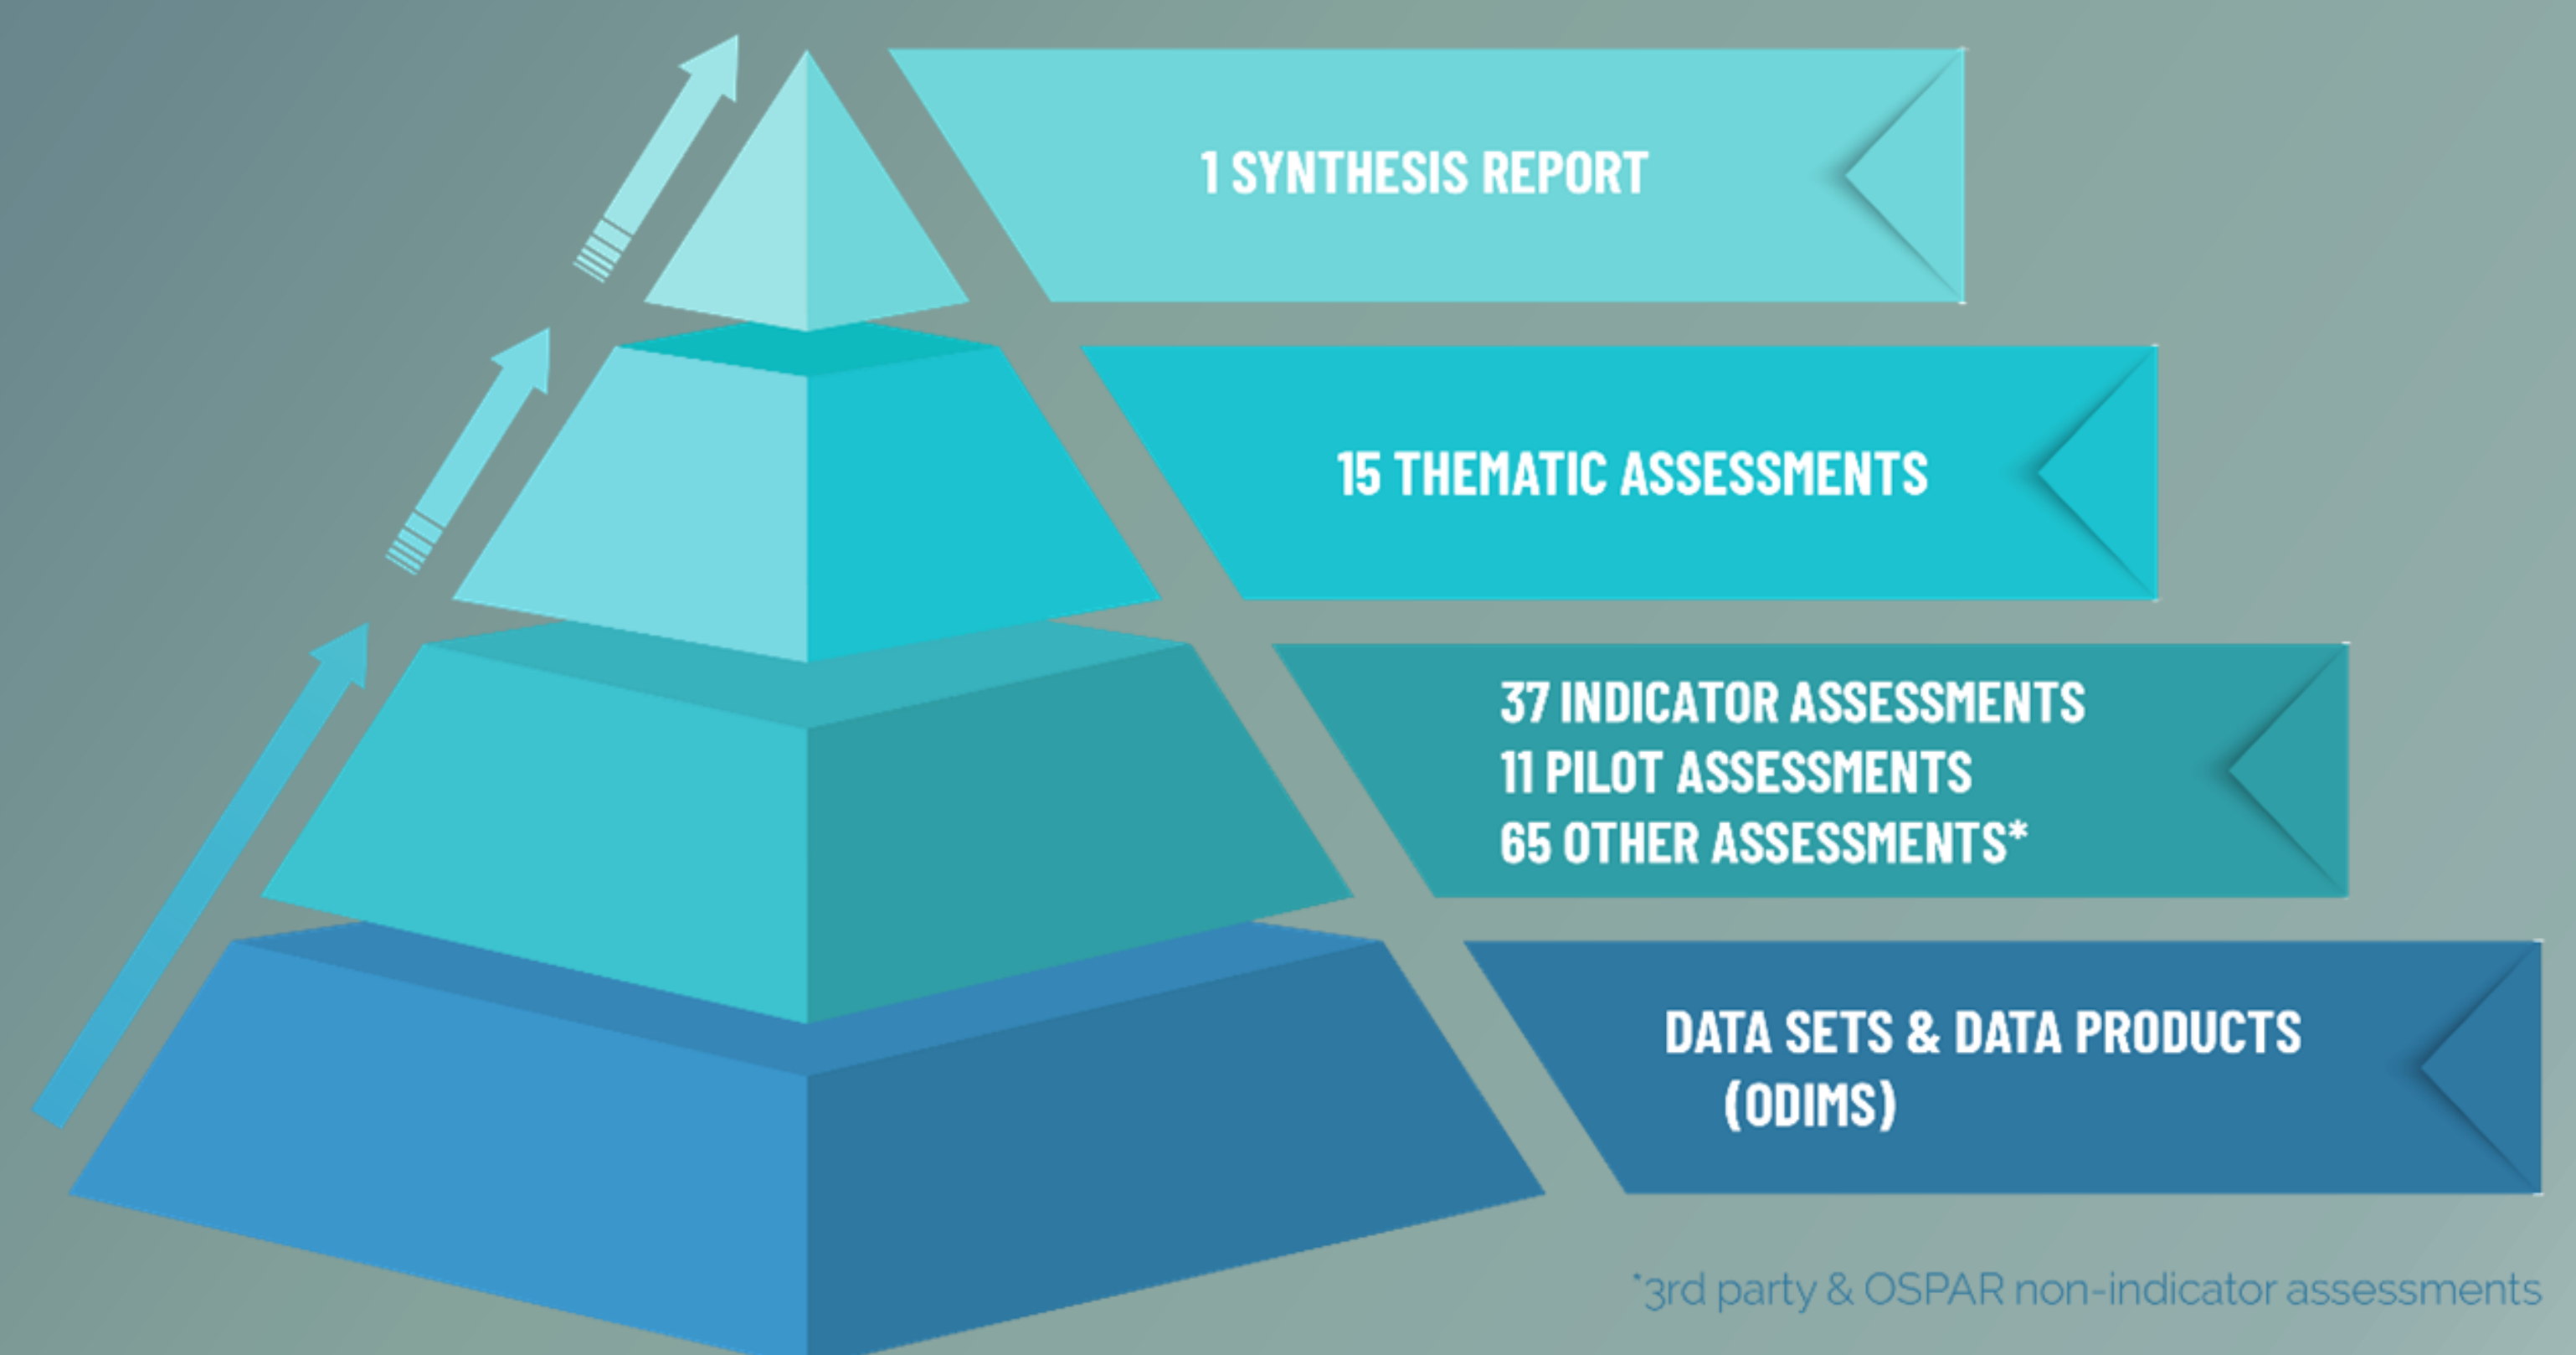 1 SYNTHESIS REPORT
15 THEMATIC ASSESSMENTS
37 INDICATOR ASSESSMENTS
11 PILOT ASSESSMENTS
65 OTHER ASSESSMENTS*
DATA SETS & DATA PRODUCTS
(ODIMS)
*3rd party & OSPAR non-indicator assessments